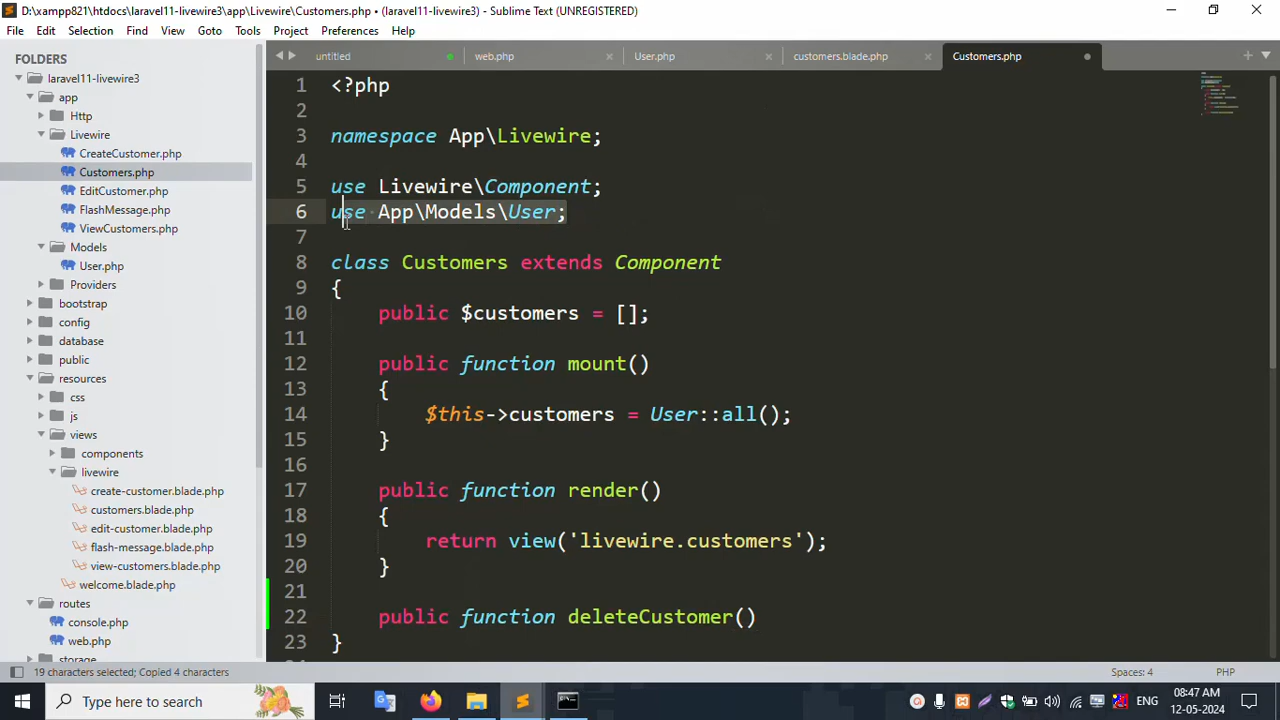 D:\xampp821\htdocs\laravel11-livewire3\app\Livewire\Customers.php • (laravel11-livewire3) - Sublime Text (UNREGISTERED)
File Edit Selection Find View Goto Tools Project Preferences Help
FOLDERS
laravel11-livewire3
app
Http
Livewire
CreateCustomer.php
Customers.php
EditCustomer.php
FlashMessage.php
ViewCustomers.php
Models
User.php
Providers
bootstrap
config
database
public
resources
css
js
views
components
livewire
create-customer.blade.php
customers.blade.php
edit-customer.blade.php
flash-message.blade.php
view-customers.blade.php
welcome.blade.php
routes
console.php
web.php
storage
untitled web.php User.php customers.blade.php Customers.php
1 <?php
2
3 namespace App\Livewire;
4
5 use Livewire\Component;
6 use App\Models\User;
7
8 class Customers extends Component
9 {
10 public $customers = [];
11
12 public function mount()
13 {
14 $this->customers = User::all();
15 }
16
17 public function render()
18 {
19 return view('livewire.customers');
20 }
21
22 public function deleteCustomer()
23 }
19 characters selected; Copied 4 characters Spaces: 4 PHP
Type here to search ENG 08:47 AM
12-05-2024